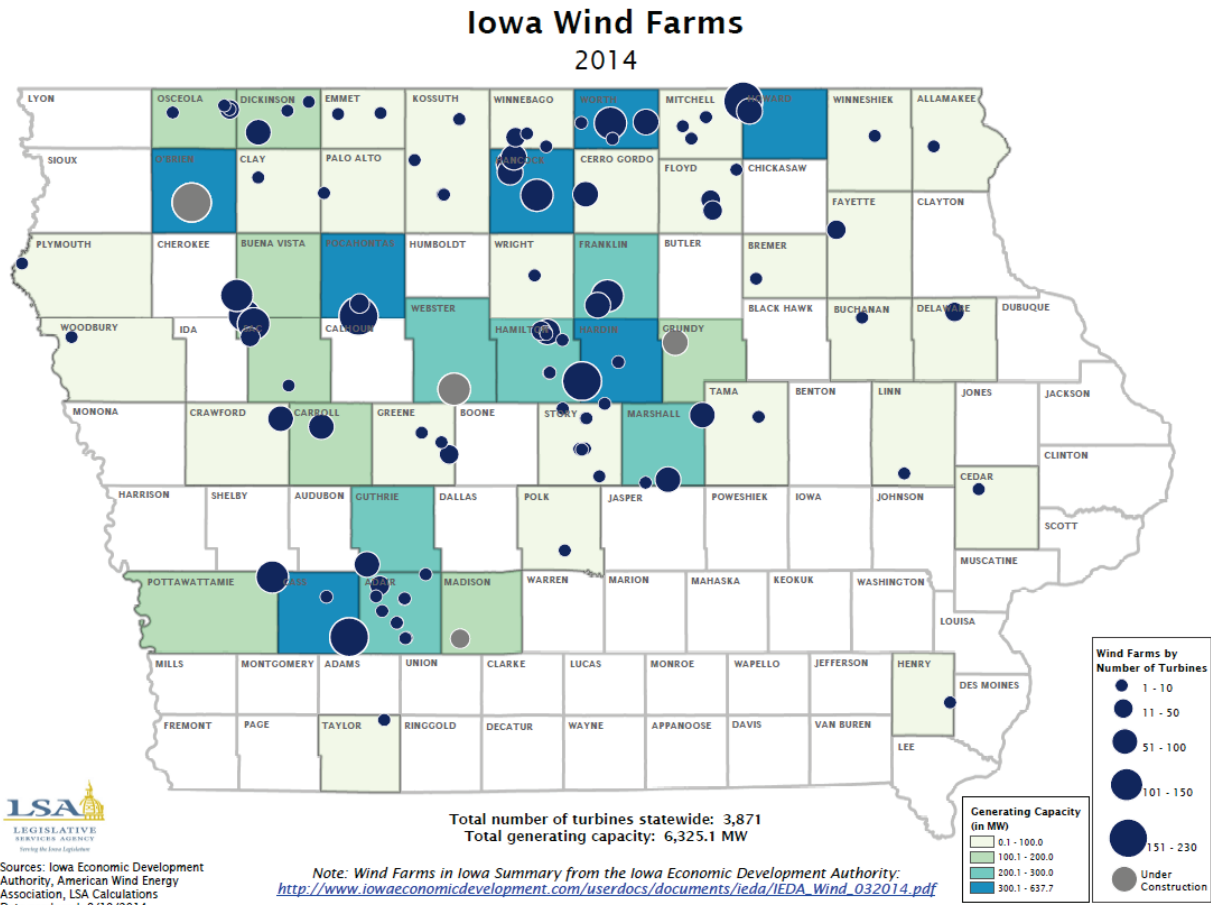 Iowa Wind Farms
2014
LYON
OSCEOLA
DICKINSON
EMMET
KOSSUTH
WINNEBAGO
WORTH
MITCHELL
HOWARD
WINNESHIEK
ALLAMAKEE
SIOUX
O'BRIEN
CLAY
PALO ALTO
HANCOCK
CERRO GORDO
FLOYD
CHICKASAW
FAYETTE
CLAYTON
PLYMOUTH
CHEROKEE
BUENA VISTA
POCAHONTAS
HUMBOLDT
WRIGHT
FRANKLIN
BUTLER
BREMER
WOODBURY
IDA
SAC
CALHOUN
WEBSTER
HAMILTON
HARDIN
GRUNDY
BLACK HAWK
BUCHANAN
DELAWARE
DUBUQUE
MONONA
CRAWFORD
CARROLL
GREENE
BOONE
STORY
MARSHALL
TAMA
BENTON
LINN
JONES
JACKSON
CLINTON
CEDAR
HARRISON
SHELBY
AUDUBON
GUTHRIE
DALLAS
POLK
JASPER
POWESHIEK
IOWA
JOHNSON
SCOTT
MUSCATINE
POTTAWATTAMIE
CASS
ADAIR
MADISON
WARREN
MARION
MAHASKA
KEOKUK
WASHINGTON
LOUISA
MILLS
MONTGOMERY
ADAMS
UNION
CLARKE
LUCAS
MONROE
WAPELLO
JEFFERSON
HENRY
DES MOINES
FREMONT
PAGE
TAYLOR
RINGGOLD
DECATUR
WAYNE
APPANOOSE
DAVIS
VAN BUREN
LEE
Wind Farms by
Number of Turbines
1 - 10
11 - 50
51 - 100
101 - 150
151 - 230
Under
Construction
Generating Capacity
(in MW)
0.1 - 100.0
100.1 - 200.0
200.1 - 300.0
300.1 - 637.7
LSA
LEGISLATIVE
SERVICES AGENCY
Serving the Iowa Legislature
Total number of turbines statewide: 3,871
Total generating capacity: 6,325.1 MW
Sources: Iowa Economic Development
Authority, American Wind Energy
Association, LSA Calculations
Note: Wind Farms in Iowa Summary from the Iowa Economic Development Authority:
http://www.iowaeconomicdevelopment.com/userdocs/documents/ieda/IEDA_Wind_032014.pdf